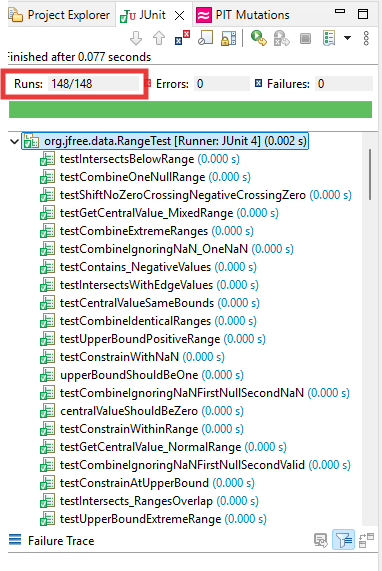 Project Explorer JUnit PIT Mutations
Finished after 0.077 seconds
Runs: 148/148 Errors: 0 Failures: 0
org.jfree.data.RangeTest [Runner: JUnit 4] (0.002 s)
testIntersectsBelowRange (0.000 s)
testCombineOneNullRange (0.000 s)
testShiftNoZeroCrossingNegativeCrossingZero (0.000 s)
testGetCentralValue_MixedRange (0.000 s)
testCombineExtremeRanges (0.000 s)
testCombineIgnoringNaN_OneNaN (0.000 s)
testContains_NegativeValues (0.000 s)
testIntersectsWithEdgeValues (0.000 s)
testCentralValueSameBounds (0.000 s)
testCombineIdenticalRanges (0.000 s)
testUpperBoundPositiveRange (0.000 s)
testConstrainWithNaN (0.000 s)
upperBoundShouldBeOne (0.000 s)
testCombineIgnoringNaNFirstNullSecondNaN (0.000 s)
centralValueShouldBeZero (0.000 s)
testConstrainWithinRange (0.000 s)
testGetCentralValue_NormalRange (0.000 s)
testCombineIgnoringNaNFirstNullSecondValid (0.000 s)
testConstrainAtUpperBound (0.000 s)
testIntersects_RangesOverlap (0.000 s)
testUpperBoundExtremeRange (0.000 s)
Failure Trace